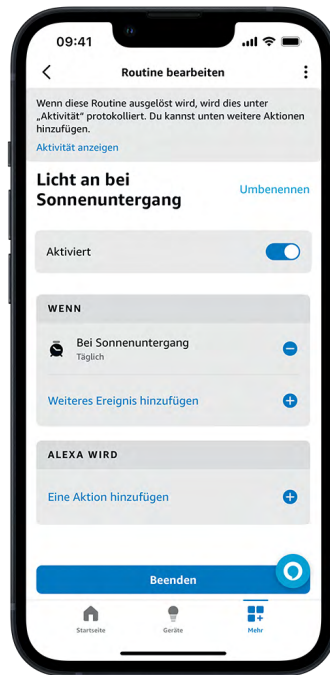 09:41
Routine bearbeiten
Wenn diese Routine ausgelöst wird, wird dies unter
„Aktivität“ protokolliert. Du kannst unten weitere Aktionen
hinzufügen.
Aktivität anzeigen
Licht an bei
Sonnenuntergang
Umbenennen
Aktiviert
WENN
Bei Sonnenuntergang
Täglich
Weiteres Ereignis hinzufügen
ALEXA WIRD
Eine Aktion hinzufügen
Beenden
Startseite
Geräte
Mehr